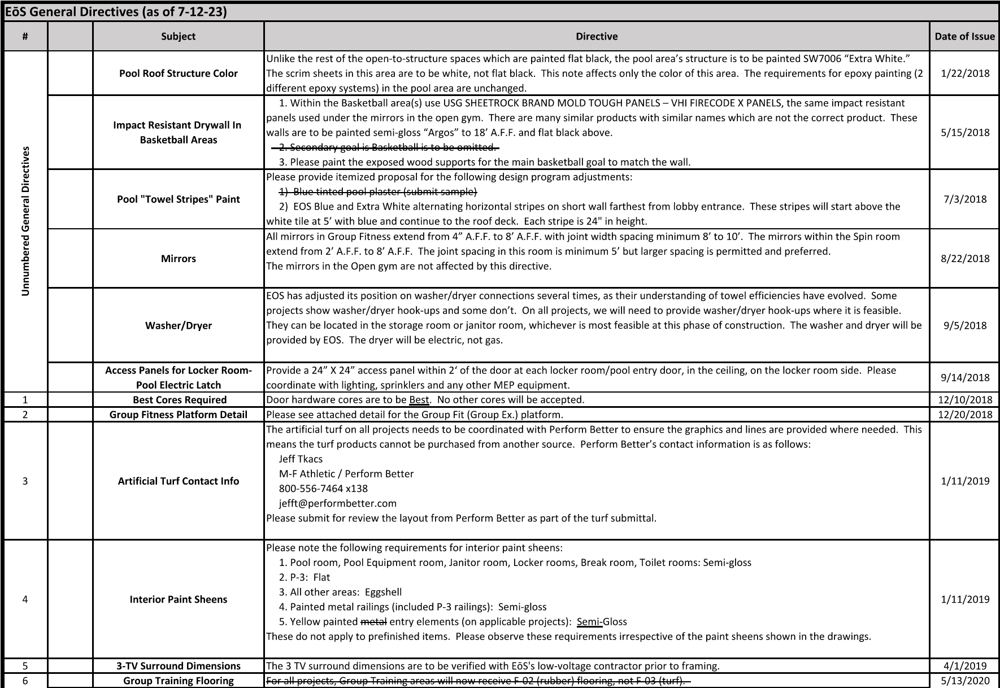 EōS General Directives (as of 7-12-23)
# Subject Directive Date of Issue
Unnumbered General Directives
Pool Roof Structure Color
Unlike the rest of the open-to-structure spaces which are painted flat black, the pool area’s structure is to be painted SW7006 “Extra White.”
The scrim sheets in this area are to be white, not flat black.  This note affects only the color of this area.  The requirements for epoxy painting (2
different epoxy systems) in the pool area are unchanged.
1/22/2018
Impact Resistant Drywall In
Basketball Areas
1. Within the Basketball area(s) use USG SHEETROCK BRAND MOLD TOUGH PANELS – VHI FIRECODE X PANELS, the same impact resistant
panels used under the mirrors in the open gym.  There are many similar products with similar names which are not the correct product.  These
walls are to be painted semi-gloss “Argos” to 18’ A.F.F. and flat black above.
2. Secondary goal is Basketball is to be omitted.
3. Please paint the exposed wood supports for the main basketball goal to match the wall.
5/15/2018
Pool "Towel Stripes" Paint
Please provide itemized proposal for the following design program adjustments:
1)  Blue tinted pool plaster (submit sample)
2)  EOS Blue and Extra White alternating horizontal stripes on short wall farthest from lobby entrance.  These stripes will start above the
white tile at 5’ with blue and continue to the roof deck.  Each stripe is 24" in height.
7/3/2018
Mirrors
All mirrors in Group Fitness extend from 4” A.F.F. to 8’ A.F.F. with joint width spacing minimum 8’ to 10’.  The mirrors within the Spin room
extend from 2’ A.F.F. to 8’ A.F.F.  The joint spacing in this room is minimum 5’ but larger spacing is permitted and preferred.
The mirrors in the Open gym are not affected by this directive.
8/22/2018
Washer/Dryer
EOS has adjusted its position on washer/dryer connections several times, as their understanding of towel efficiencies have evolved.  Some
projects show washer/dryer hook-ups and some don’t.  On all projects, we will need to provide washer/dryer hook-ups where it is feasible.
They can be located in the storage room or janitor room, whichever is most feasible at this phase of construction.  The washer and dryer will be
provided by EOS.  The dryer will be electric, not gas.
9/5/2018
Access Panels for Locker Room-
Pool Electric Latch
Provide a 24” X 24” access panel within 2‘ of the door at each locker room/pool entry door, in the ceiling, on the locker room side.  Please
coordinate with lighting, sprinklers and any other MEP equipment.
9/14/2018
1 Best Cores Required Door hardware cores are to be Best.  No other cores will be accepted. 12/10/2018
2 Group Fitness Platform Detail Please see attached detail for the Group Fit (Group Ex.) platform. 12/20/2018
3
Artificial Turf Contact Info
The artificial turf on all projects needs to be coordinated with Perform Better to ensure the graphics and lines are provided where needed.  This
means the turf products cannot be purchased from another source.  Perform Better’s contact information is as follows:
Jeff Tkacs
M-F Athletic / Perform Better
800-556-7464 x138
jefft@performbetter.com
Please submit for review the layout from Perform Better as part of the turf submittal.
1/11/2019
4
Interior Paint Sheens
Please note the following requirements for interior paint sheens:
1. Pool room, Pool Equipment room, Janitor room, Locker rooms, Break room, Toilet rooms: Semi-gloss
2. P-3:  Flat
3. All other areas:  Eggshell
4. Painted metal railings (included P-3 railings):  Semi-gloss
5. Yellow painted metal entry elements (on applicable projects):  Semi-Gloss
These do not apply to prefinished items.  Please observe these requirements irrespective of the paint sheens shown in the drawings.
1/11/2019
5 3-TV Surround Dimensions The 3 TV surround dimensions are to be verified with EōS's low-voltage contractor prior to framing. 4/1/2019
6 Group Training Flooring For all projects, Group Training areas will now receive F-02 (rubber) flooring, not F-03 (turf). 5/13/2020